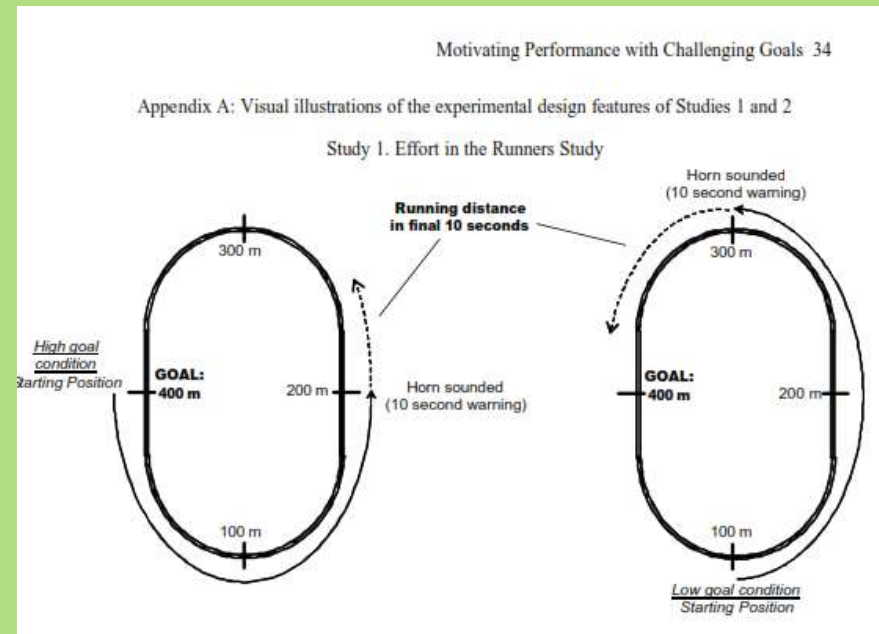 Motivating Performance with Challenging Goals 34
Appendix A: Visual illustrations of the experimental design features of Studies 1 and 2
Study 1. Effort in the Runners Study
Running distance
in final 10 seconds
300 m
High goal
condition
Starting Position
GOAL:
400 m
200 m
Horn sounded
(10 second warning)
100 m
Horn sounded
(10 second warning)
300 m
GOAL:
400 m
200 m
100 m
Low goal condition
Starting Position